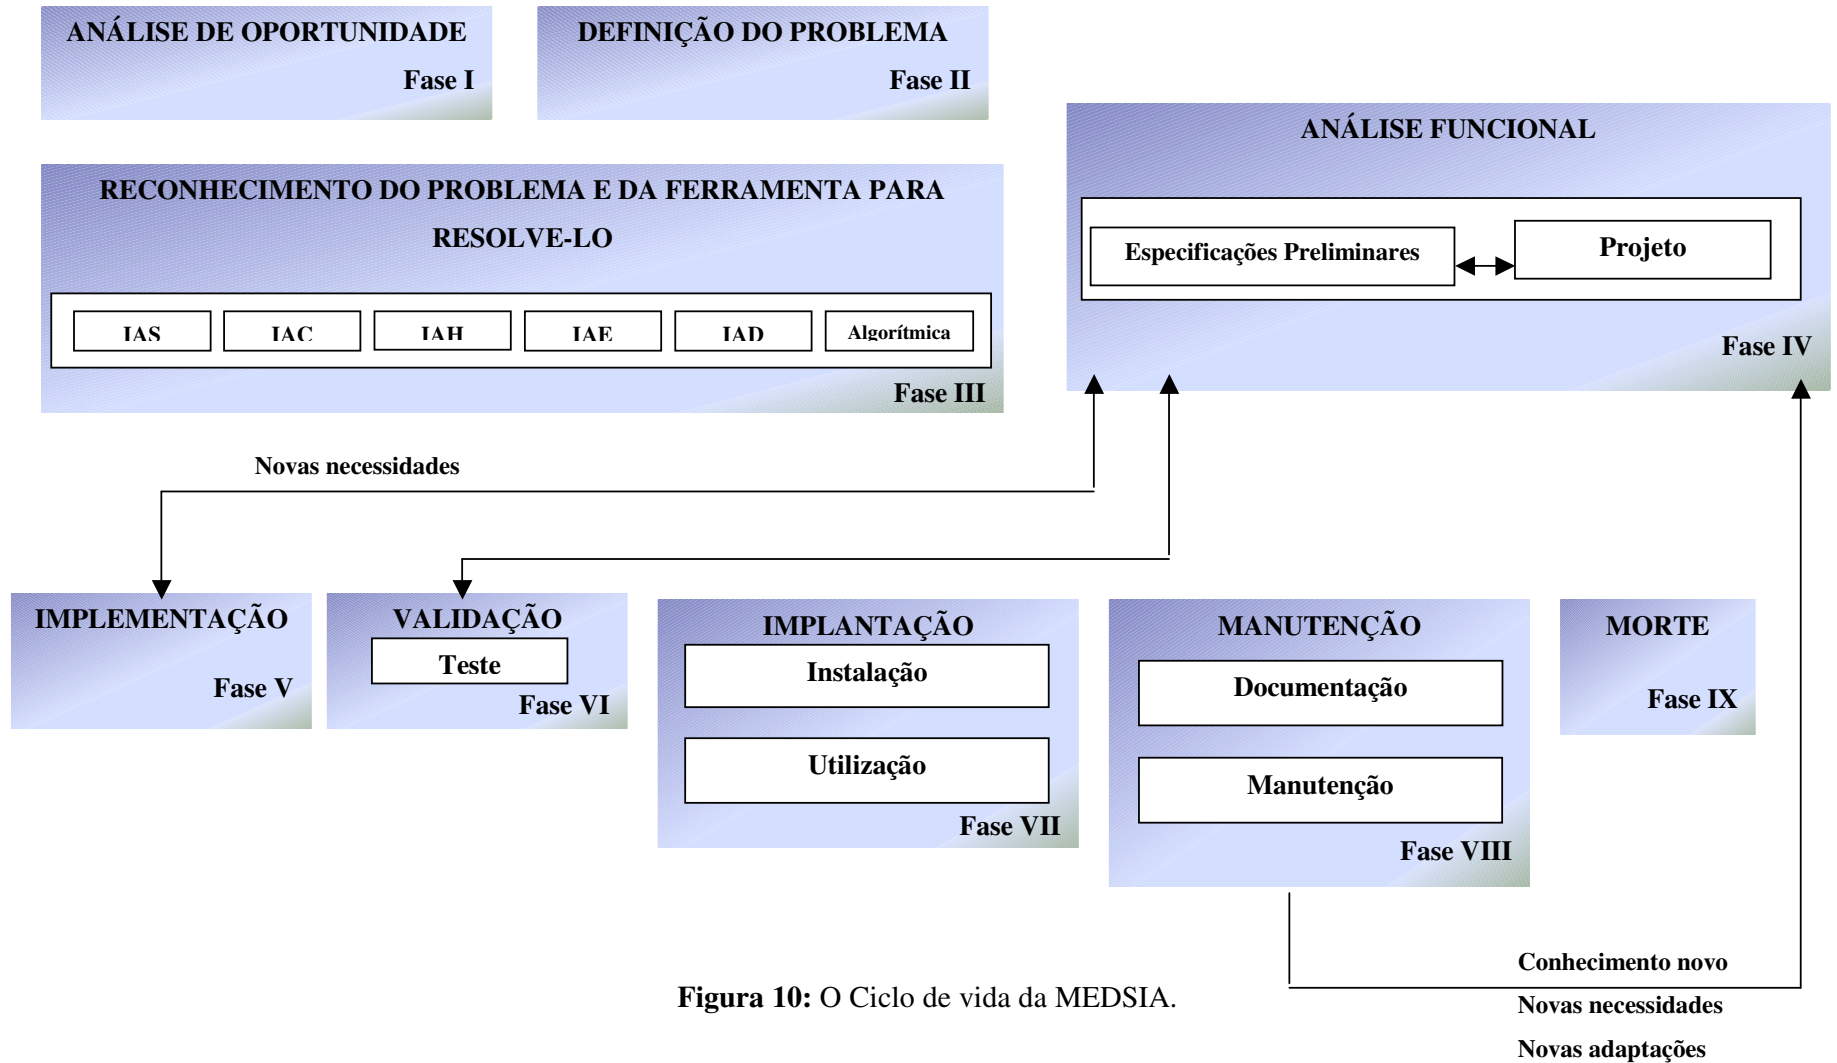 ANÁLISE DE OPORTUNIDADE
Fase I
DEFINIÇÃO DO PROBLEMA
Fase II
RECONHECIMENTO DO PROBLEMA E DA FERRAMENTA PARA
RESOLVE-LO
IAS
IAC
IAH
IAE
IAD
Algorítmica
Fase III
ANÁLISE FUNCIONAL
Especificações Preliminares
Projeto
Fase IV
Novas necessidades
IMPLEMENTAÇÃO
Fase V
VALIDAÇÃO
Teste
Fase VI
IMPLANTAÇÃO
Instalação
Utilização
Fase VII
MANUTENÇÃO
Documentação
Manutenção
Fase VIII
MORTE
Fase IX
Conhecimento novo
Novas necessidades
Novas adaptações
Figura 10: O Ciclo de vida da MEDSIA.